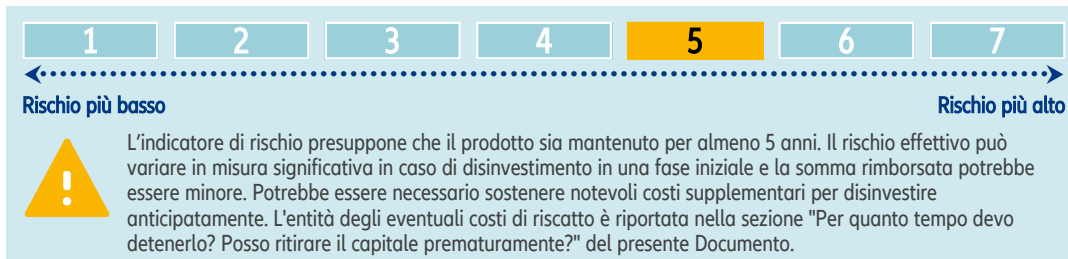 1 2 3 4 5 6 7
Rischio più basso Rischio più alto
L'indicatore di rischio presuppone che il prodotto sia mantenuto per almeno 5 anni. Il rischio effettivo può
variare in misura significativa in caso di disinvestimento in una fase iniziale e la somma rimborsata potrebbe
essere minore. Potrebbe essere necessario sostenere notevoli costi supplementari per disinvestire
anticipatamente. L'entità degli eventuali costi di riscatto è riportata nella sezione "Per quanto tempo devo
detenerlo? Posso ritirare il capitale prematuramente?" del presente Documento.